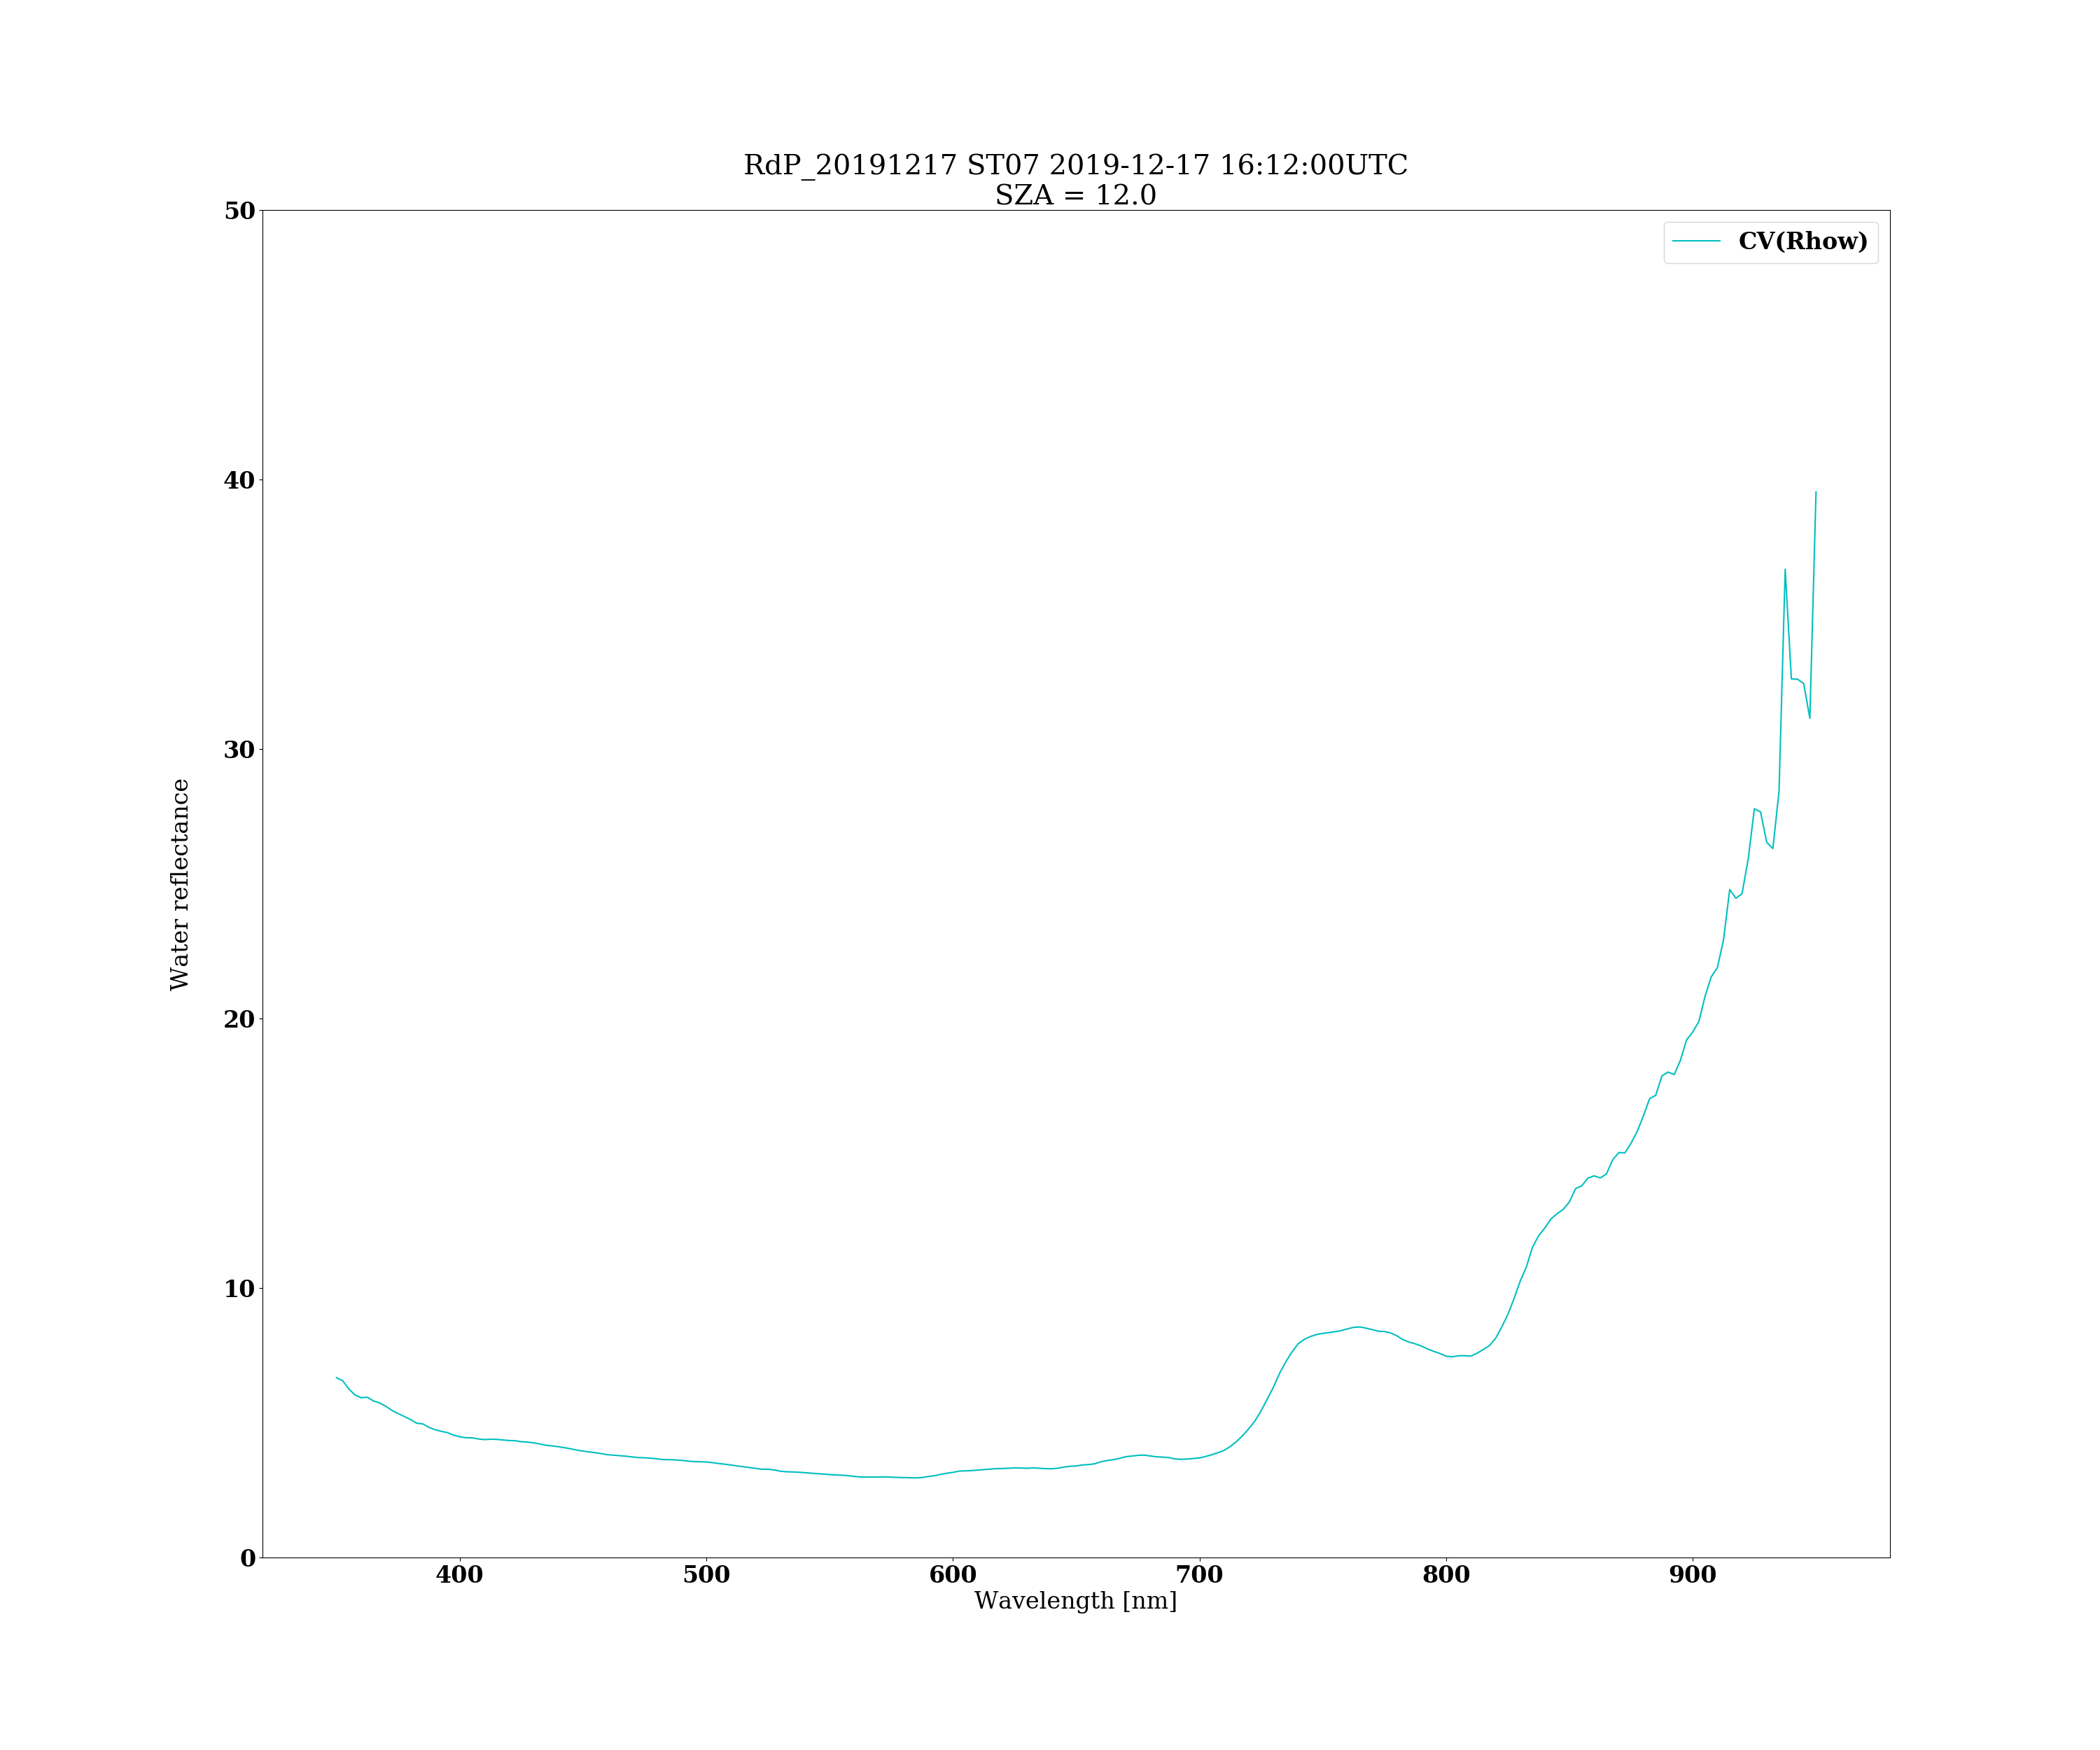 RdP_20191217 ST07 2019-12-17 16:12:00UTC
SZA = 12.0
CV(Rhow)
50
40
30
20
10
0
Water reflectance
400 500 600 700 800 900
Wavelength [nm]